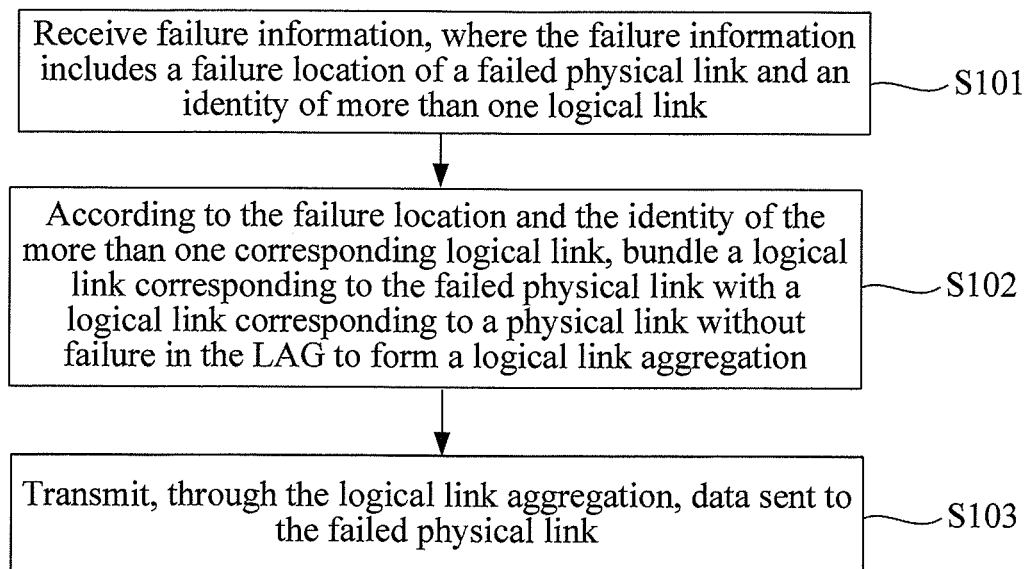 Receive failure information, where the failure information
includes a failure location of a failed physical link and an
identity of more than one logical link
S101
According to the failure location and the identity of the
more than one corresponding logical link, bundle a logical
link corresponding to the failed physical link with a
logical link corresponding to a physical link without
failure in the LAG to form a logical link aggregation
S102
Transmit, through the logical link aggregation, data sent to
the failed physical link
S103